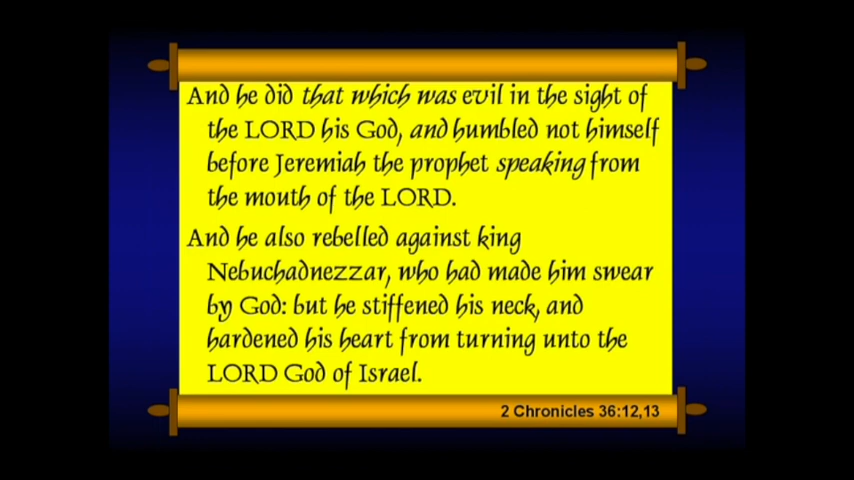 And he did that which was evil in the sight of
the LORD his God, and humbled not himself
before Jeremiah the prophet speaking from
the mouth of the LORD.
And he also rebelled against king
Nebuchadnezzar, who had made him swear
by God: but he stiffened his neck, and
hardened his heart from turning unto the
LORD God of Israel.
2 Chronicles 36:12,13